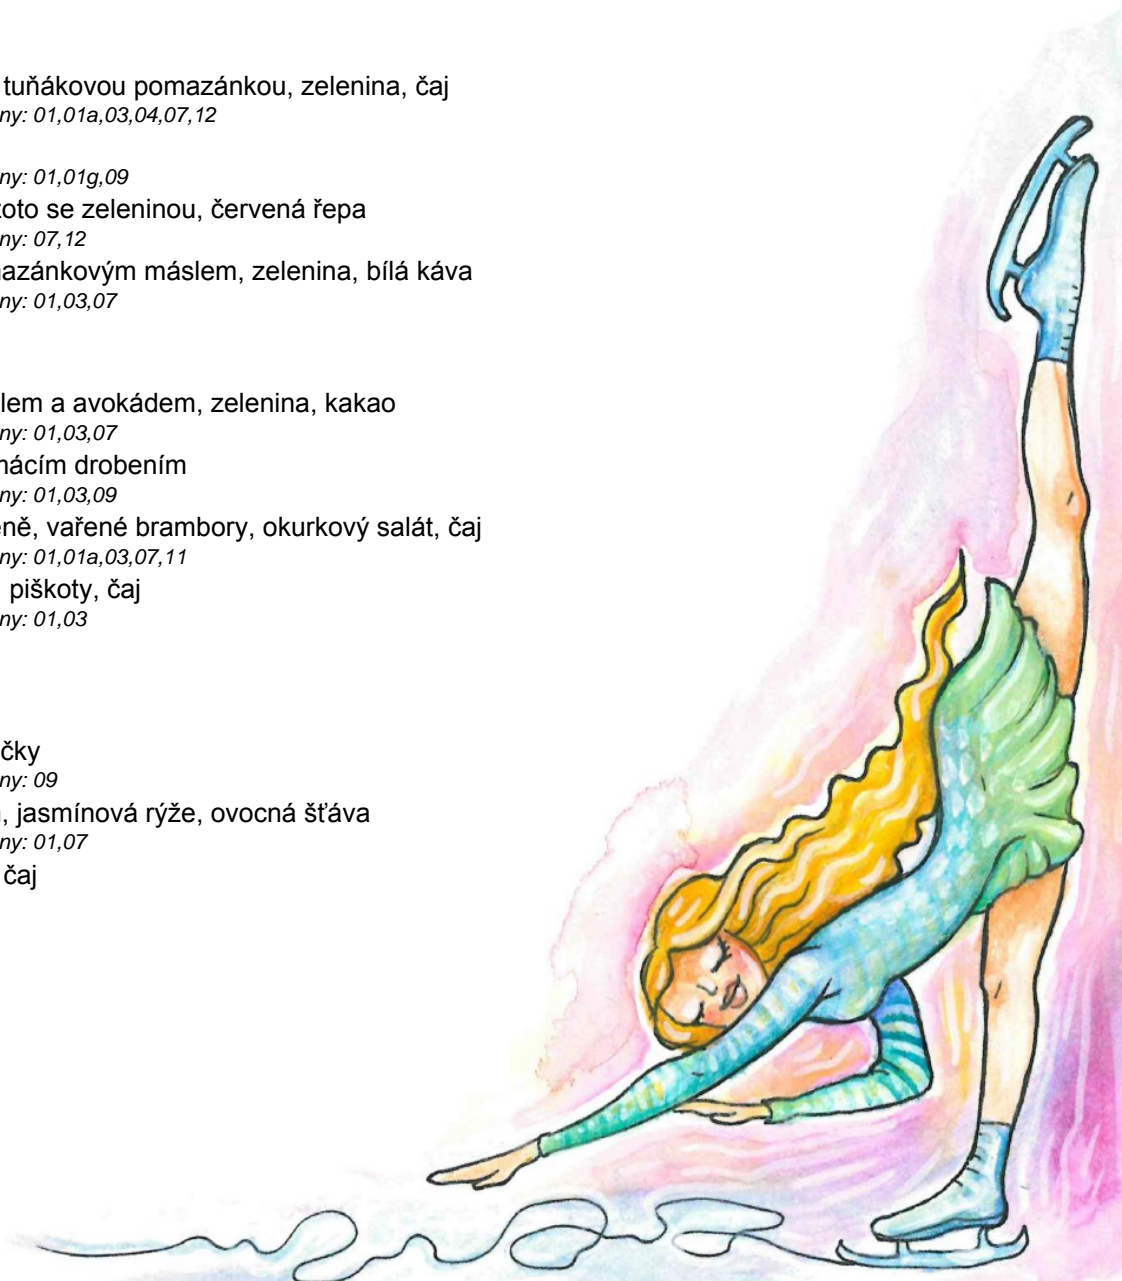 tuňákovou pomazánkou, zelenina, čaj
ny: 01,01a,03,04,07,12
ny: 01,01g,09
zoto se zeleninou, červená řepa
ny: 07,12
nazánkovým máslem, zelenina, bílá káva
ny: 01,03,07
lem a avokádem, zelenina, kakao
ny: 01,03,07
nácím drobením
ny: 01,03,09
eně, vařené brambory, okurkový salát, čaj
ny: 01,01a,03,07,11
piškoty, čaj
ny: 01,03
čky
ny: 09
, jasmínová rýže, ovocná šťáva
ny: 01,07
čaj